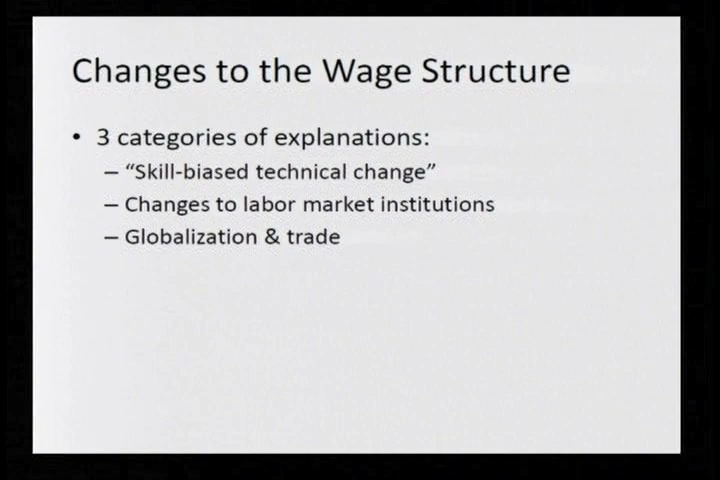 Changes to the Wage Structure
• 3 categories of explanations:
– “Skill-biased technical change”
– Changes to labor market institutions
– Globalization & trade